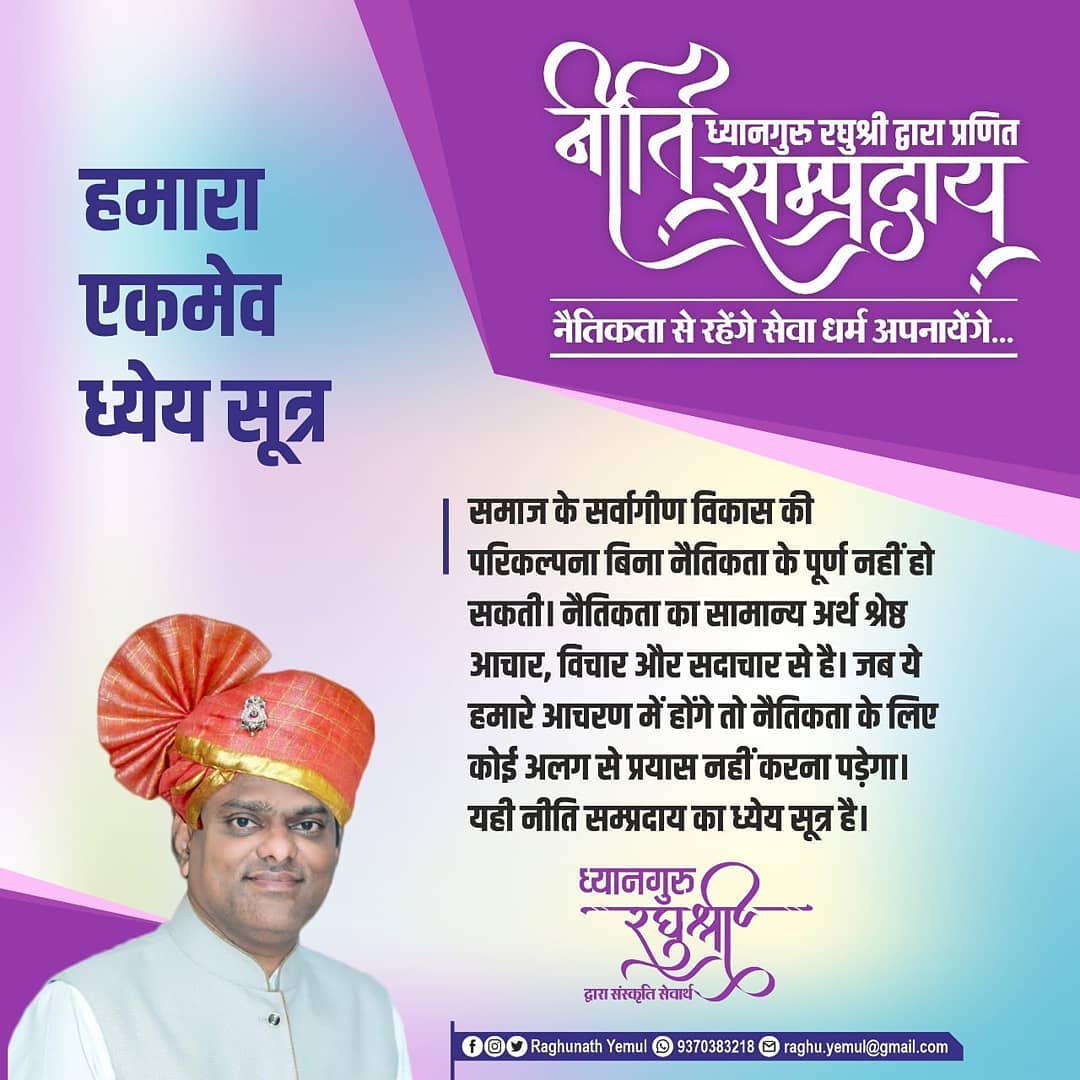 हमारा
एकमेव
ध्येय सूत्र
नीति
ध्यानगुरु रघुश्री द्वारा प्रणित
सम्प्रदाय
नैतिकता से रहेंगे सेवा धर्म अपनायेंगे...
समाज के सर्वागीण विकास की
परिकल्पना बिना नैतिकता के पूर्ण नहीं हो
सकती। नैतिकता का सामान्य अर्थ श्रेष्ठ
आचार, विचार और सदाचार से है। जब ये
हमारे आचरण में होंगे तो नैतिकता के लिए
कोई अलग से प्रयास नहीं करना पड़ेगा।
यही नीति सम्प्रदाय का ध्येय सूत्र है।
ध्यानगुरु
रघुश्री
द्वारा संस्कृति सेवार्थ
Raghunath Yemul 9370383218 raghu.yemul@gmail.com